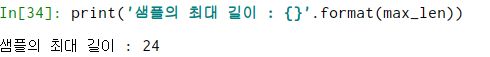 In[34]: print('샘플의 최대 길이 : {}'.format(max_len))
샘플의 최대 길이 : 24